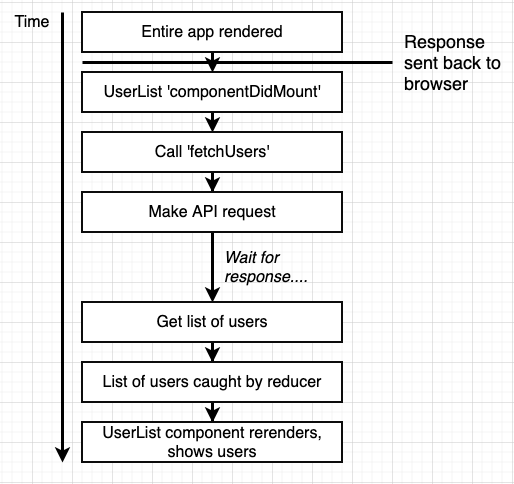 Time
Entire app rendered
Response
sent back to
browser
UserList 'componentDidMount'
Call 'fetchUsers'
Make API request
Wait for
response....
Get list of users
List of users caught by reducer
UserList component rerenders,
shows users